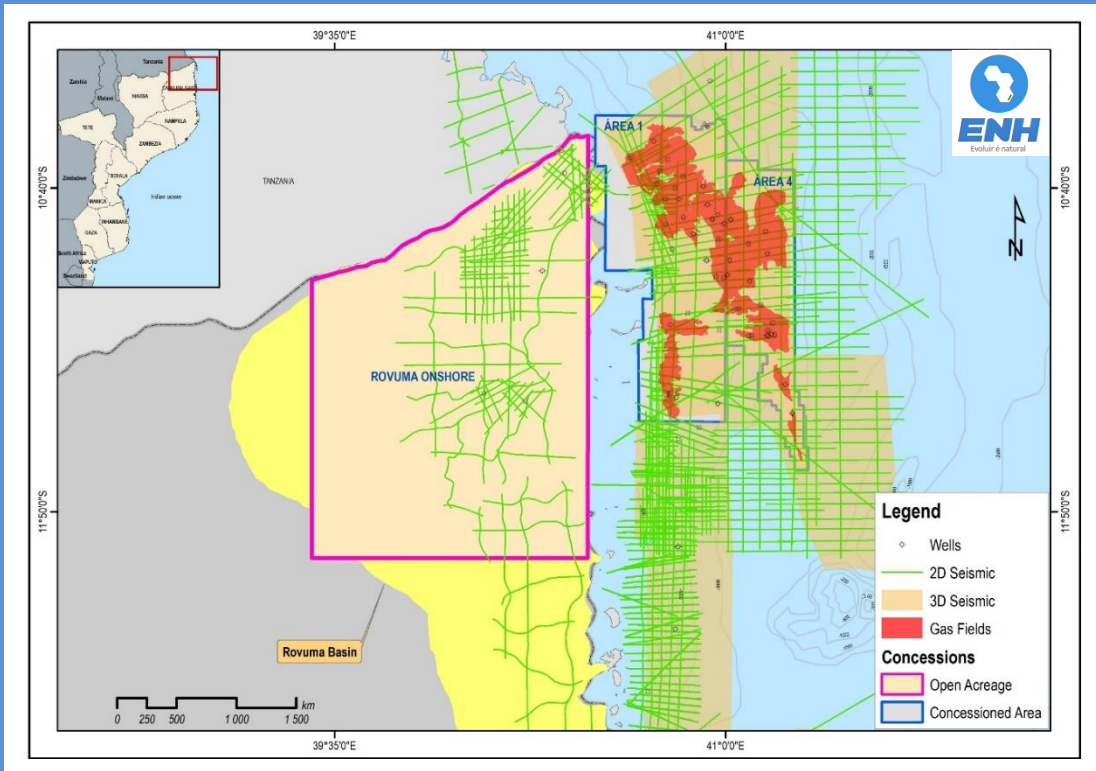 39°35'0"E
41°0'0"E
ENH
Evoluir é natural
Tanzania
Zambia
Malawi
NIASSA
CABO DELGADO
NAMPULA
TETE
ZAMBEZIA
Zimbabwe
SOFALA
MANICA
Indian ocean
INHAMBANE
GAZA
South Africa
MAPUTO
Swaziland
ÁREA 1
ÁREA 4
TANZANIA
10°40'0"S
10°40'0"S
N
ROVUMA ONSHORE
11°50'0"S
11°50'0"S
Rovuma Basin
0 250 500 1 000 1 500
km
Legend
Wells
2D Seismic
3D Seismic
Gas Fields
Concessions
Open Acreage
Concessioned Area
39°35'0"E
41°0'0"E